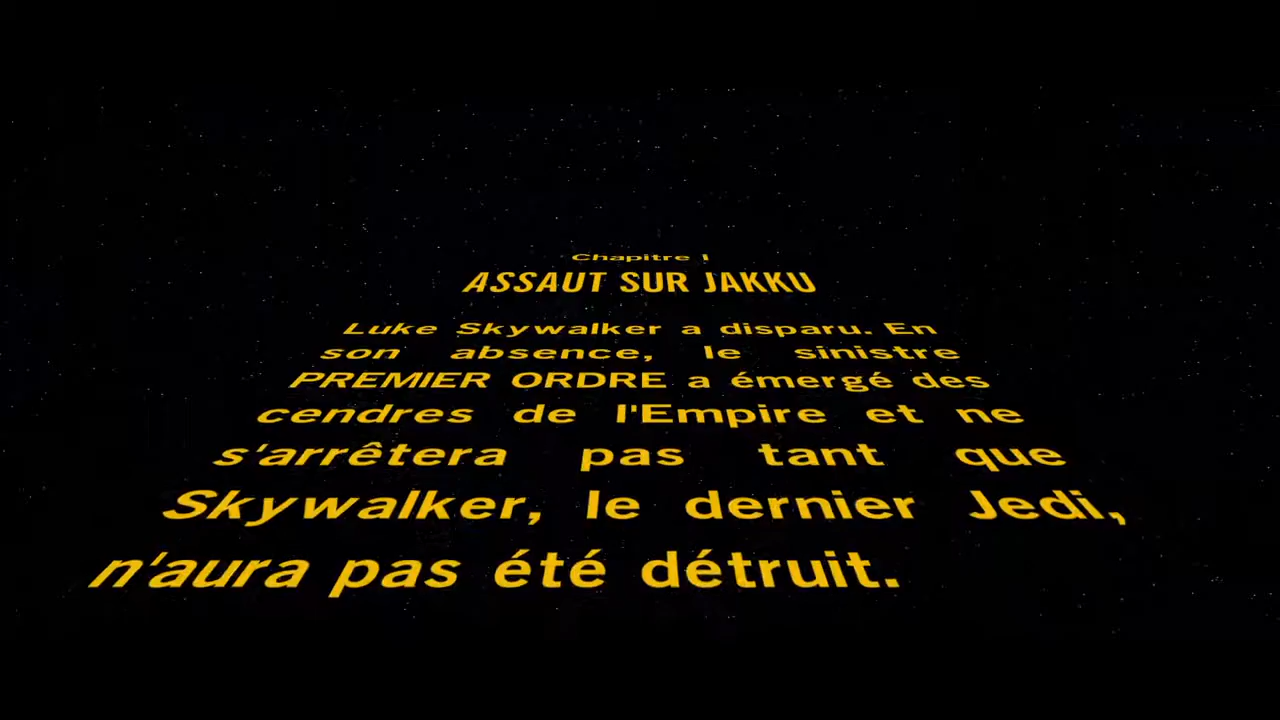 Chapitre I
ASSAUT SUR JAKKU
Luke Skywalker a disparu. En
son absence, le sinistre
PREMIER ORDRE a émergé des
cendres de l'Empire et ne
s'arrêtera pas tant que
Skywalker, le dernier Jedi,
n'aura pas été détruit.